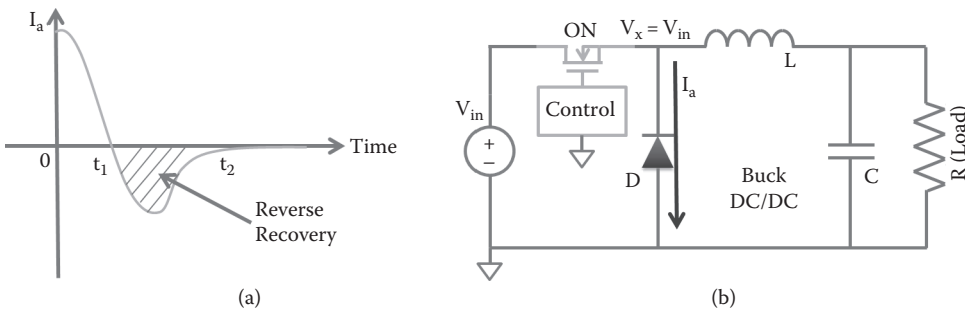 I_a
0
t_1
t_2
Time
Reverse
Recovery
(a)
ON
V_x = V_in
L
I_a
Control
V_in
+
–
D
Buck
DC/DC
C
R (Load)
(b)